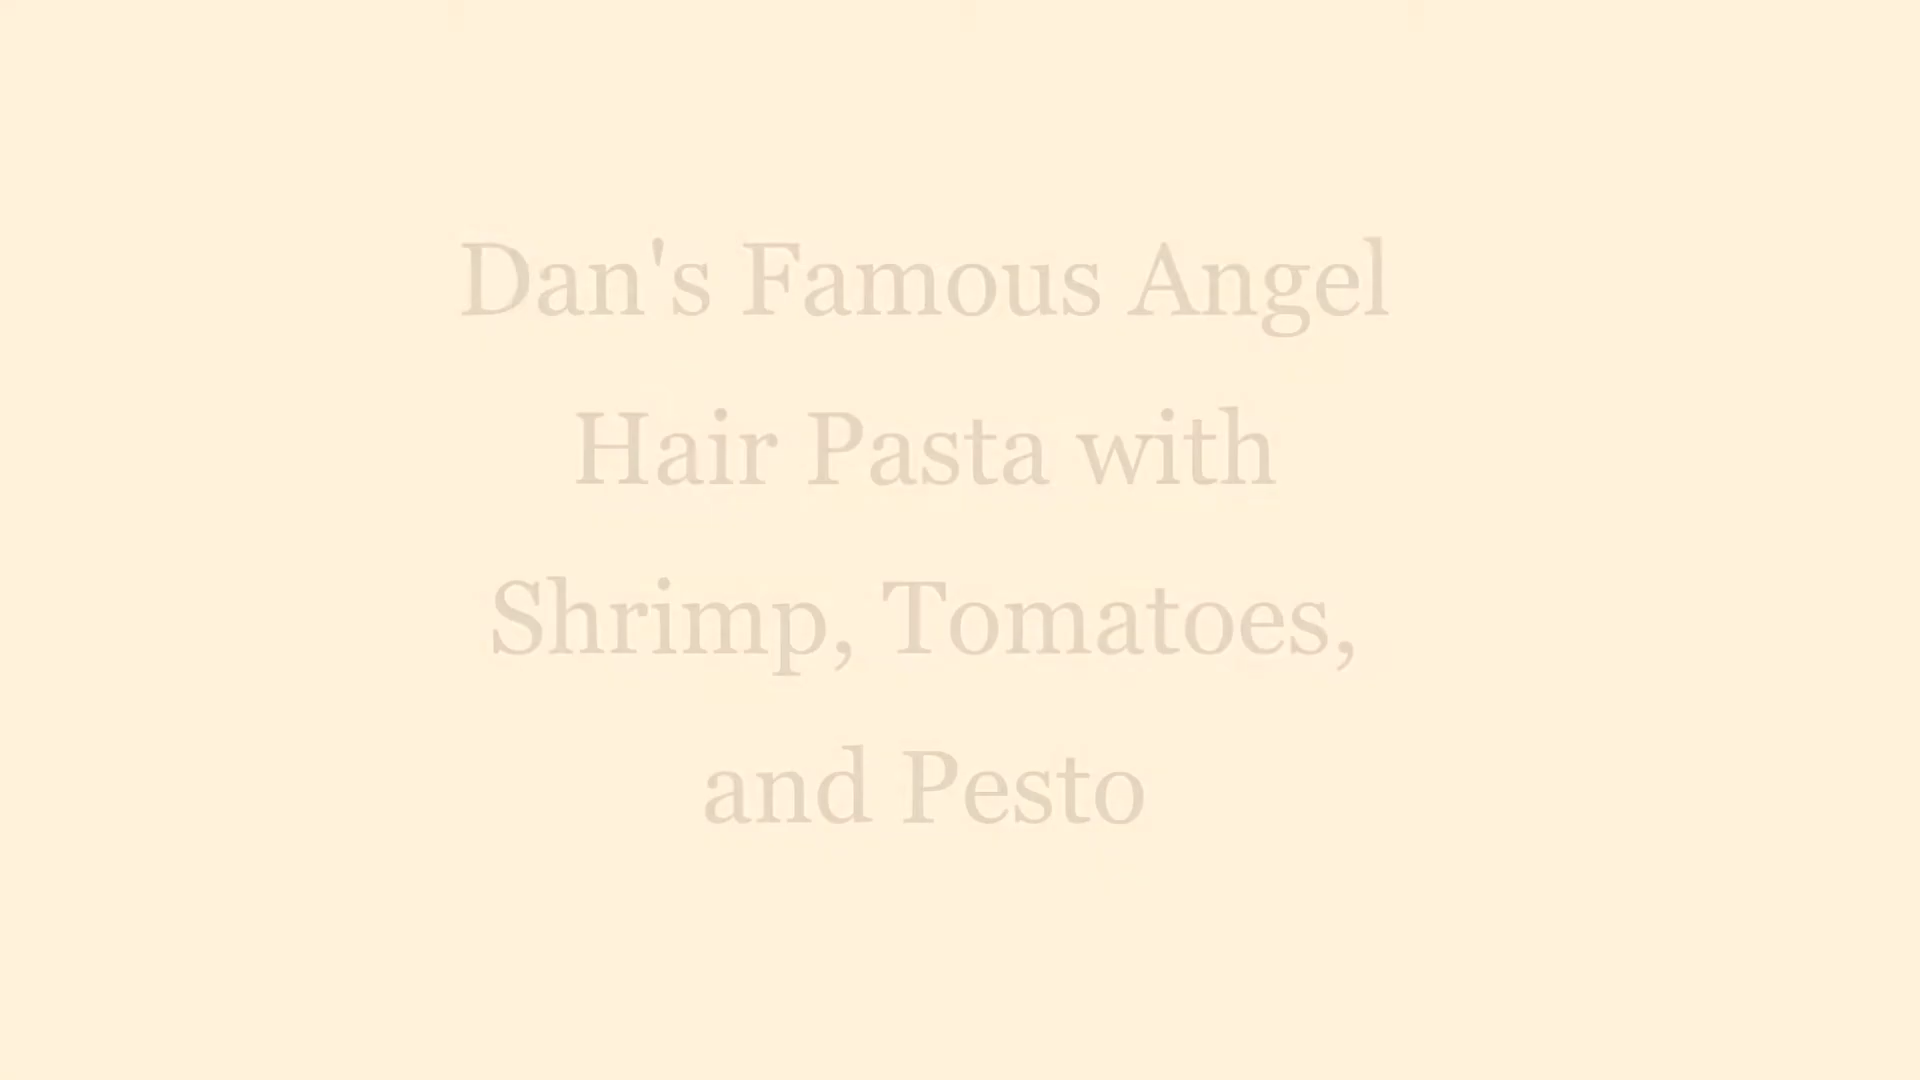 Dan's Famous Angel
Hair Pasta with
Shrimp, Tomatoes,
and Pesto